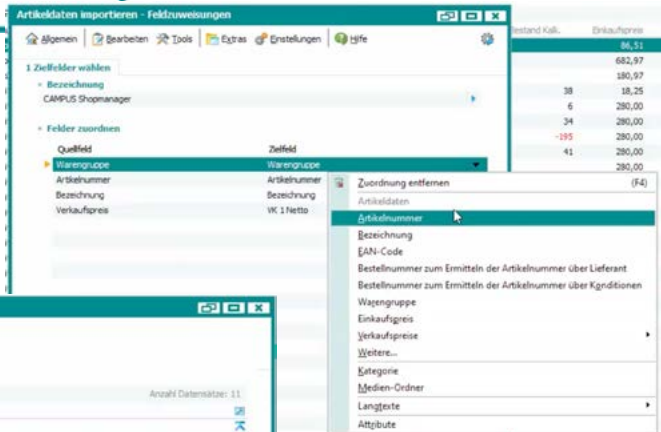 Artikeldaten importieren - Feldzuweisungen
Allgemein Bearbeiten Tools Extras Einstellungen Hilfe
1 Zielfelder wählen
Bezeichnung
CAMPUS Shopmanager
Felder zuordnen
Quellfeld Zielfeld
Warengruppe Warengruppe
Artikelnummer Artikelnummer
Bezeichnung Bezeichnung
Verkaufspreis VK 1 Netto
Bestand Kalk. Einkaufspreis
86,51
682,97
180,97
38 18,25
6 280,00
34 280,00
-195 280,00
41 280,00
280,00
Zuordnung entfernen (F4)
Artikeldaten
Artikelnummer
Bezeichnung
EAN-Code
Bestellnummer zum Ermitteln der Artikelnummer über Lieferant
Bestellnummer zum Ermitteln der Artikelnummer über Konditionen
Warengruppe
Einkaufspreis
Verkaufspreise
Weitere...
Kategorie
Medien-Ordner
Langtexte
Attribute
Anzahl Datensätze: 11